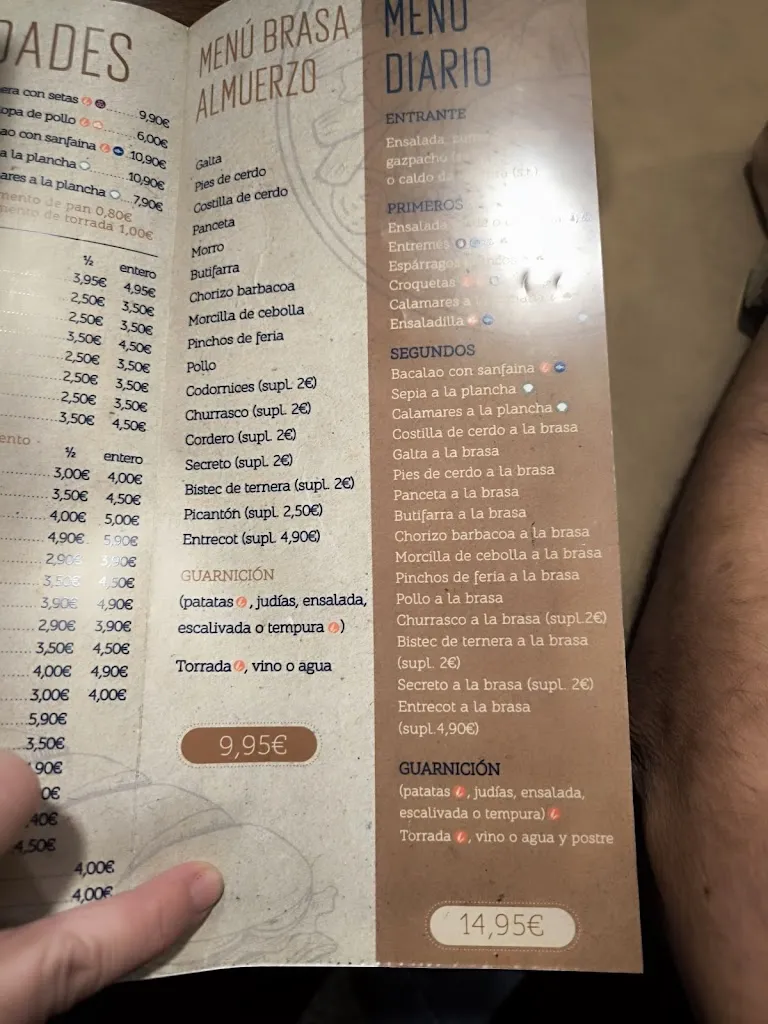 DADES
era con setas 9,90€
opa de pollo 6,00€
ao con sanfaina 10,90€
a la plancha 10,90€
ares a la plancha 7,90€
mento de pan 0,80€
mento de torrada 1,00€
½ entero
3,95€ 4,95€
2,50€ 3,50€
2,50€ 3,50€
3,50€ 4,50€
2,50€ 3,50€
2,50€ 3,50€
2,50€ 3,50€
3,50€ 4,50€
ento
½ entero
3,00€ 4,00€
3,50€ 4,50€
4,00€ 5,00€
4,90€ 5,90€
2,90€ 3,90€
3,50€ 4,50€
3,90€ 4,90€
2,90€ 3,90€
3,50€ 4,50€
4,00€ 4,90€
3,00€ 4,00€
5,90€
3,50€
,90€
0€
,40€
4,50€
4,00€
4,00€
MENÚ BRASA
ALMUERZO
Galta
Pies de cerdo
Costilla de cerdo
Panceta
Morro
Butifarra
Chorizo barbacoa
Morcilla de cebolla
Pinchos de feria
Pollo
Codornices (supl. 2€)
Churrasco (supl. 2€)
Cordero (supl. 2€)
Secreto (supl. 2€)
Bistec de ternera (supl. 2€)
Picantón (supl. 2,50€)
Entrecot (supl. 4,90€)
GUARNICIÓN
(patatas, judías, ensalada,
escalivada o tempura)
Torrada, vino o agua
9,95€
MENÚ
DIARIO
ENTRANTE
Ensalada,
gazpacho
o caldo
PRIMEROS
Ensalada
Entremés
Espárragos
Croquetas
Calamares a
Ensaladilla
SEGUNDOS
Bacalao con sanfaina
Sepia a la plancha
Calamares a la plancha
Costilla de cerdo a la brasa
Galta a la brasa
Pies de cerdo a la brasa
Panceta a la brasa
Butifarra a la brasa
Chorizo barbacoa a la brasa
Morcilla de cebolla a la brasa
Pinchos de feria a la brasa
Pollo a la brasa
Churrasco a la brasa (supl.2€)
Bistec de ternera a la brasa
(supl. 2€)
Secreto a la brasa (supl. 2€)
Entrecot a la brasa
(supl.4,90€)
GUARNICIÓN
(patatas, judías, ensalada,
escalivada o tempura)
Torrada, vino o agua y postre
14,95€